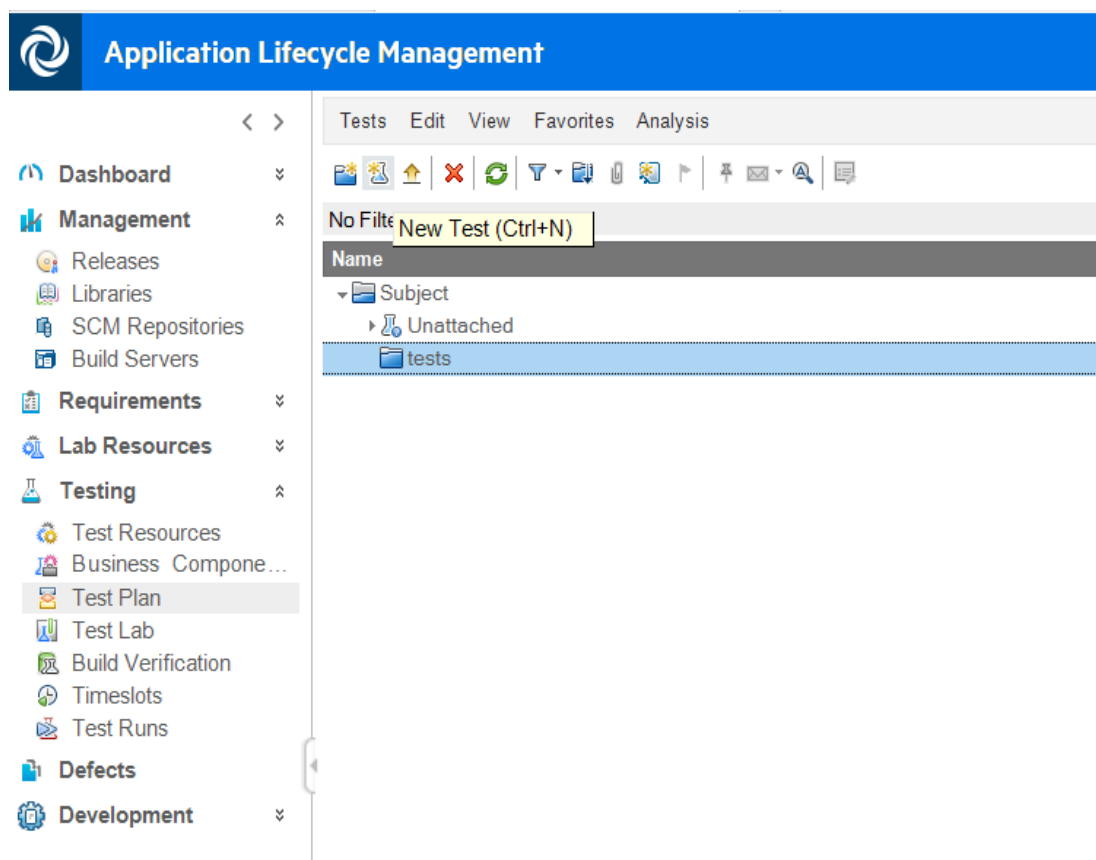 Application Lifecycle Management
Tests Edit View Favorites Analysis
Dashboard
Management
Releases
Libraries
SCM Repositories
Build Servers
Requirements
Lab Resources
Testing
Test Resources
Business Compone...
Test Plan
Test Lab
Build Verification
Timeslots
Test Runs
Defects
Development
No Filte
New Test (Ctrl+N)
Name
Subject
Unattached
tests